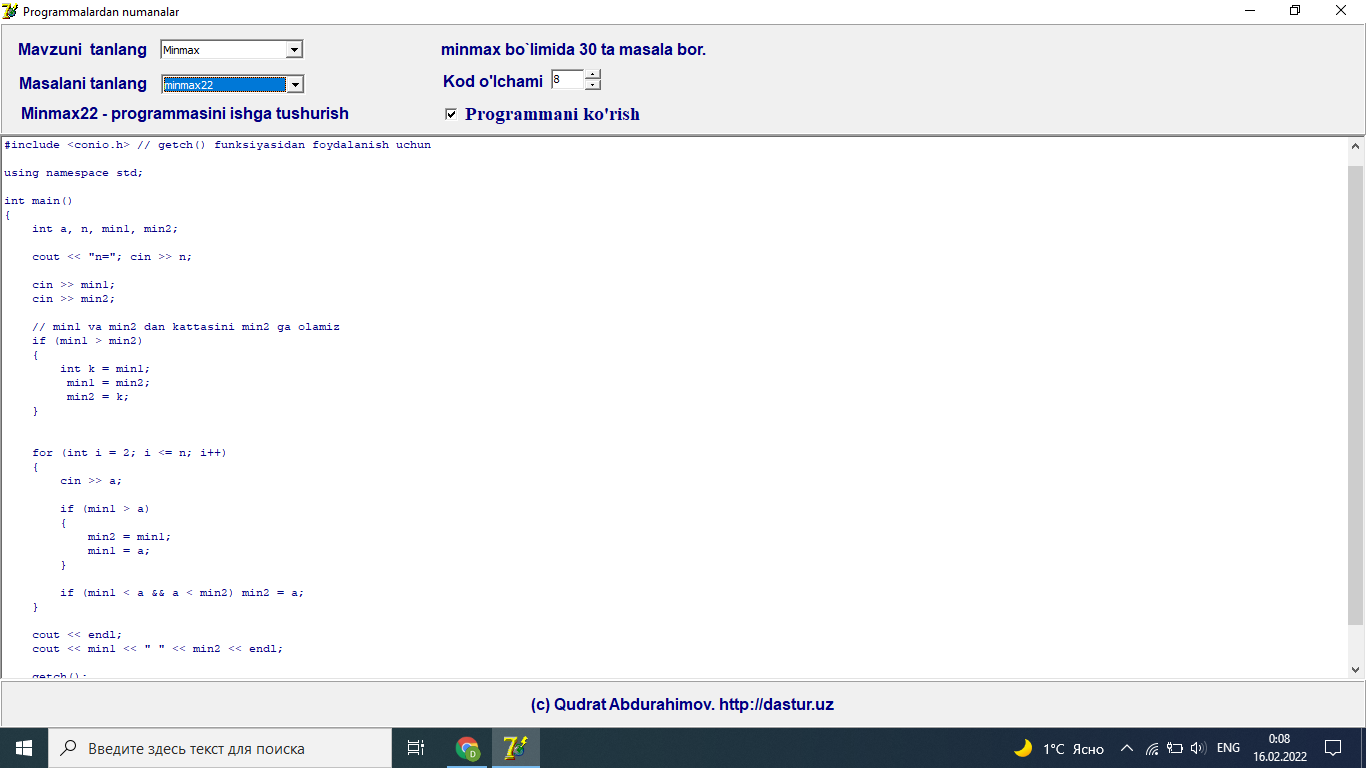 Programmalardan numanalar
Mavzuni tanlang Minmax minmax bo`limida 30 ta masala bor.
Masalani tanlang minmax22 Kod o'lchami 8
Minmax22 - programmasini ishga tushurish Programmani ko'rish
#include <conio.h> // getch() funksiyasidan foydalanish uchun
using namespace std;
int main()
{
int a, n, min1, min2;
cout << "n="; cin >> n;
cin >> min1;
cin >> min2;
// min1 va min2 dan kattasini min2 ga olamiz
if (min1 > min2)
{
int k = min1;
min1 = min2;
min2 = k;
}
for (int i = 2; i <= n; i++)
{
cin >> a;
if (min1 > a)
{
min2 = min1;
min1 = a;
}
if (min1 < a && a < min2) min2 = a;
}
cout << endl;
cout << min1 << " " << min2 << endl;
getch();
(c) Qudrat Abdurahimov. http://dastur.uz
Введите здесь текст для поиска
D
7
1°C Ясно
ENG
0:08
16.02.2022